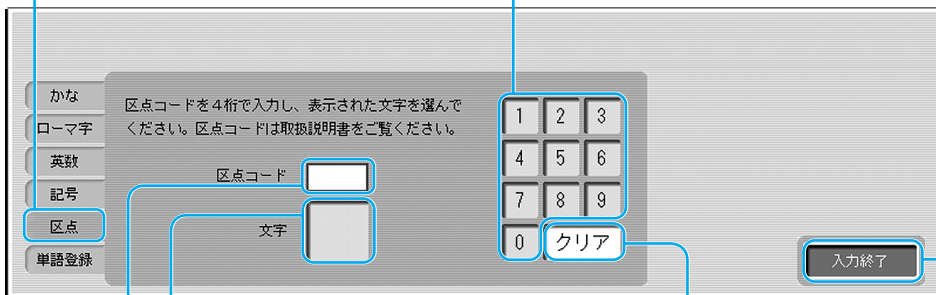 かな
ローマ字
英数
記号
区点
単語登録
区点コードを4桁で入力し、表示された文字を選んで
ください。区点コードは取扱説明書をご覧ください。
区点コード
文字
1 2 3
4 5 6
7 8 9
0 クリア
入力終了